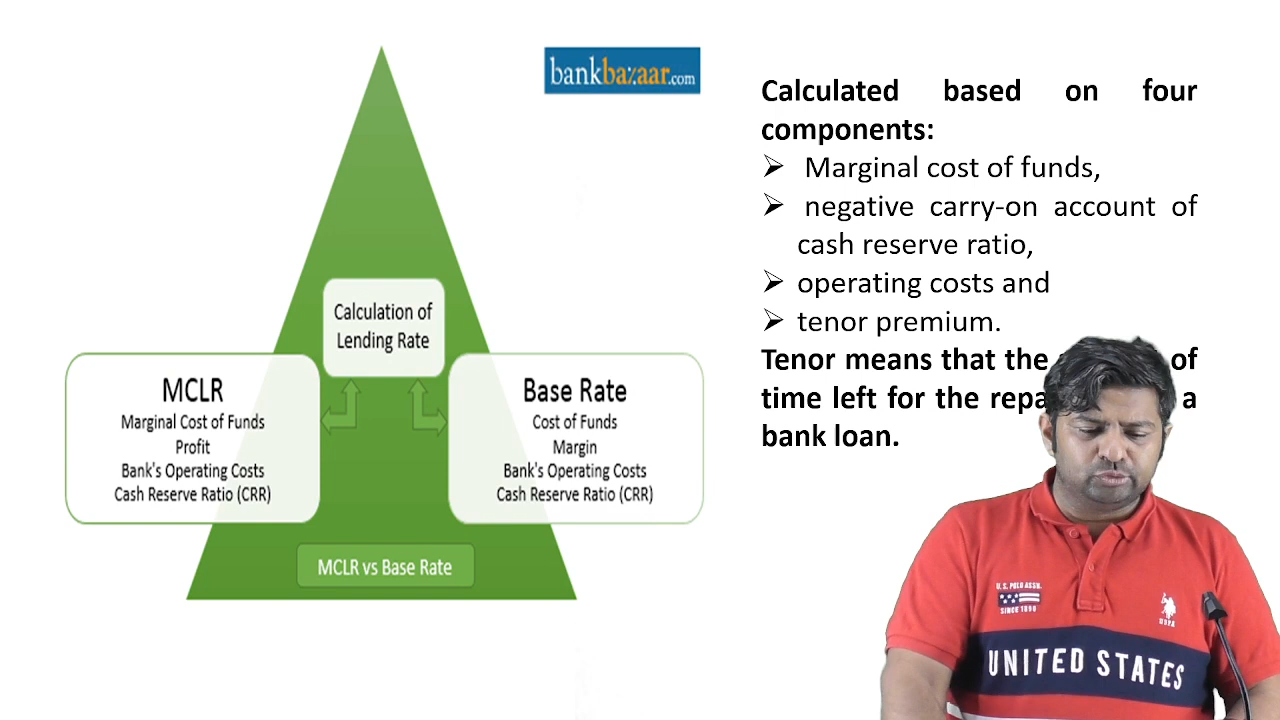 bankbazaar.com
Calculation of
Lending Rate
MCLR
Marginal Cost of Funds
Profit
Bank's Operating Costs
Cash Reserve Ratio (CRR)
Base Rate
Cost of Funds
Margin
Bank's Operating Costs
Cash Reserve Ratio (CRR)
MCLR vs Base Rate
Calculated based on four
components:
➢ Marginal cost of funds,
➢ negative carry-on account of
cash reserve ratio,
➢ operating costs and
➢ tenor premium.
Tenor means that the of
time left for the a
bank loan.
U.S. POLO ASSN.
SINCE 1890
USPA
UNITED STATES